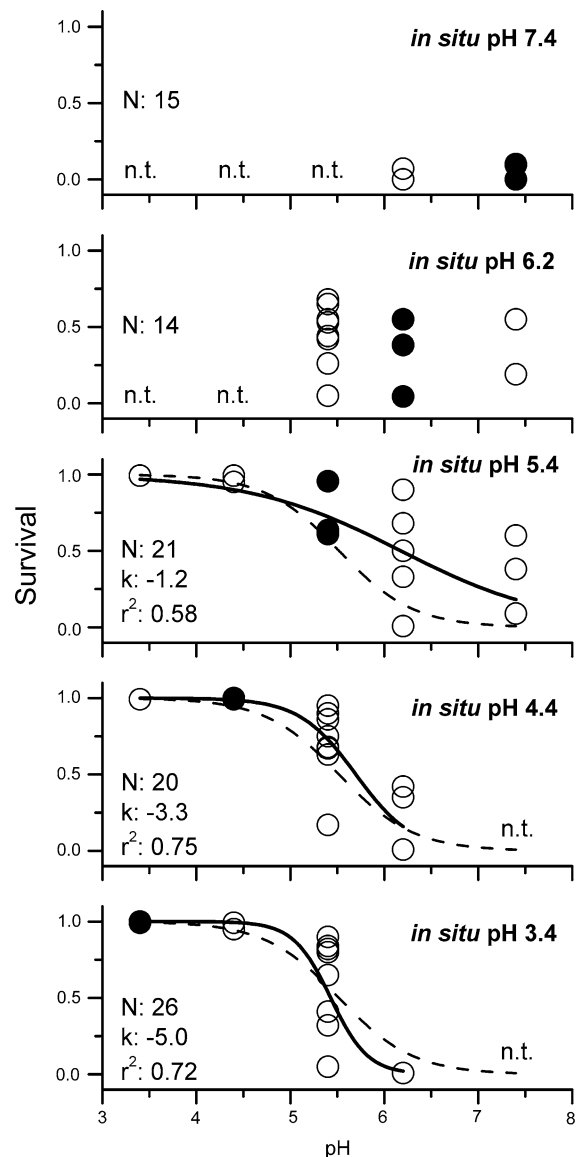 1.0
in situ pH 7.4
0.5
N: 15
n.t. n.t. n.t.
0.0
1.0
in situ pH 6.2
0.5
N: 14
n.t. n.t.
0.0
in situ pH 5.4
1.0
N: 21
0.5
k: -1.2
r²: 0.58
0.0
Survival
in situ pH 4.4
1.0
N: 20
0.5
k: -3.3
n.t.
r²: 0.75
0.0
in situ pH 3.4
1.0
N: 26
0.5
k: -5.0
n.t.
r²: 0.72
0.0
3 4 5 6 7 8
pH